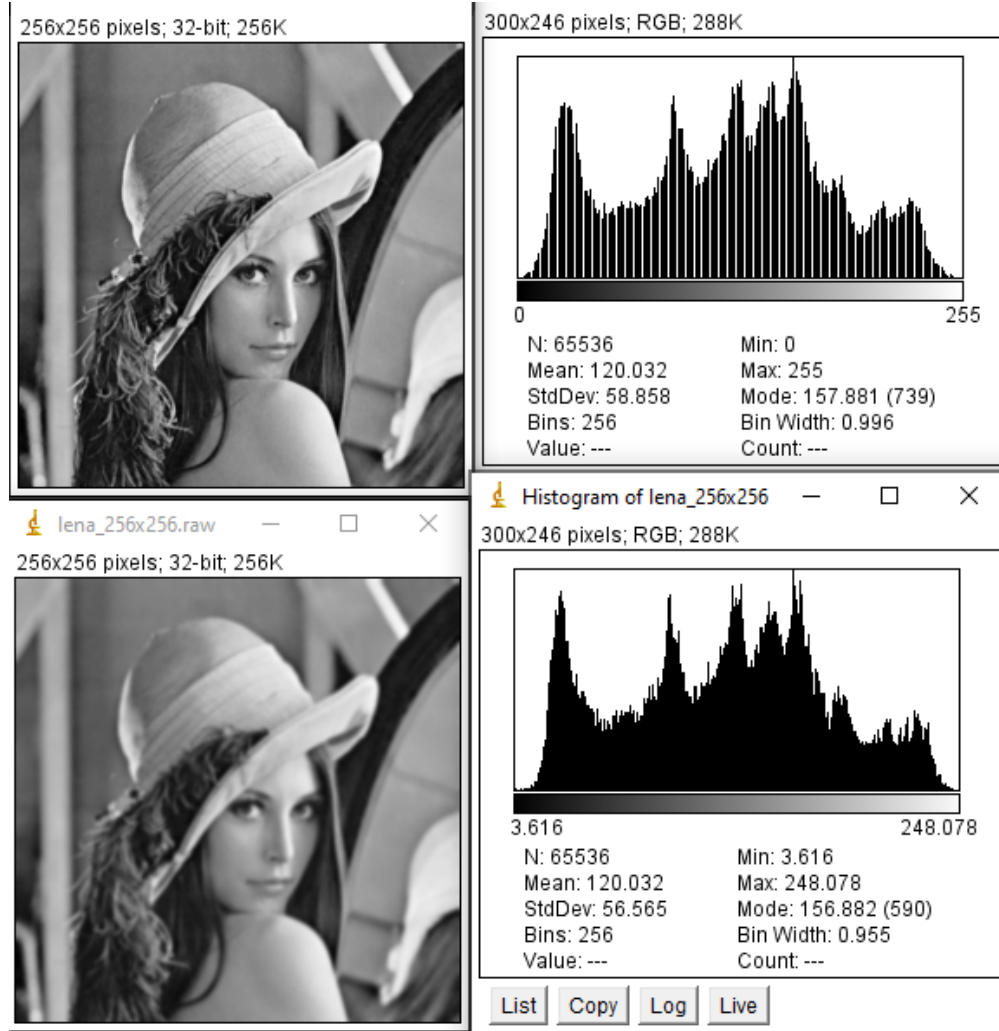 256x256 pixels; 32-bit; 256K
300x246 pixels; RGB; 288K
0 255
N: 65536 Min: 0
Mean: 120.032 Max: 255
StdDev: 58.858 Mode: 157.881 (739)
Bins: 256 Bin Width: 0.996
Value: --- Count: ---
lena_256x256.raw
256x256 pixels; 32-bit; 256K
Histogram of lena_256x256
300x246 pixels; RGB; 288K
3.616 248.078
N: 65536 Min: 3.616
Mean: 120.032 Max: 248.078
StdDev: 56.565 Mode: 156.882 (590)
Bins: 256 Bin Width: 0.955
Value: --- Count: ---
List Copy Log Live